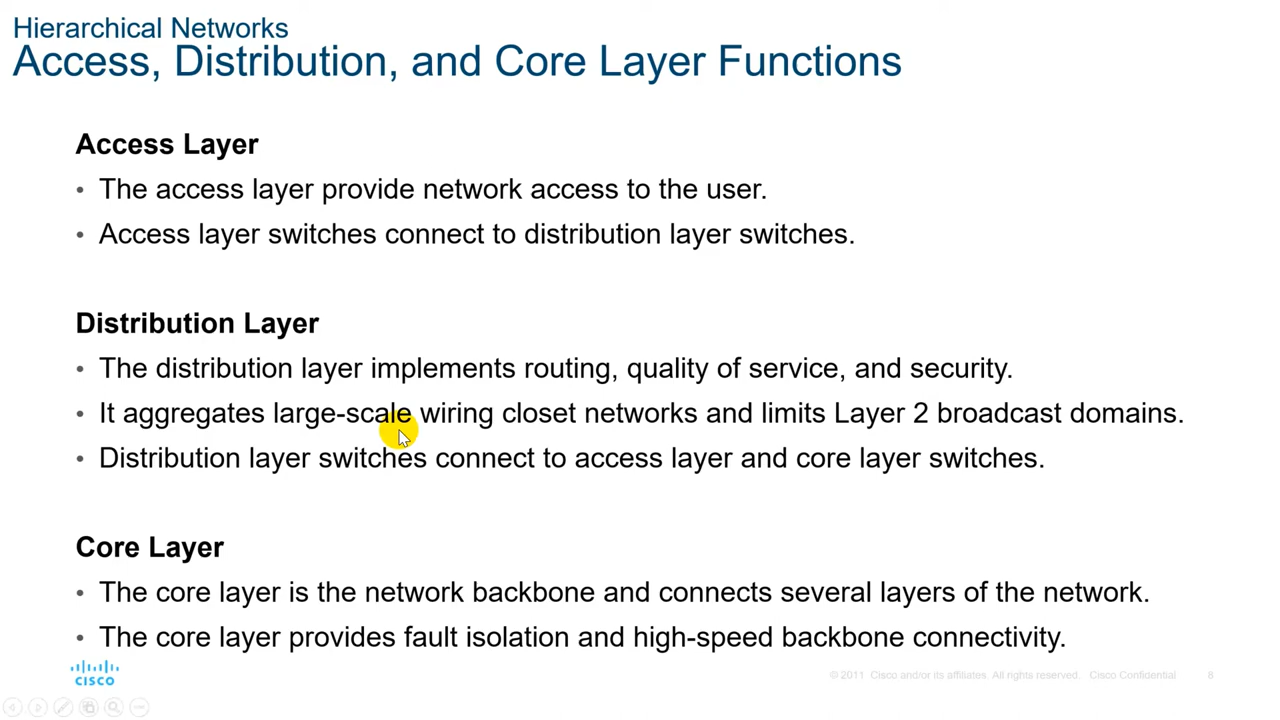 Hierarchical Networks
Access, Distribution, and Core Layer Functions
Access Layer
• The access layer provide network access to the user.
• Access layer switches connect to distribution layer switches.
Distribution Layer
• The distribution layer implements routing, quality of service, and security.
• It aggregates large-scale wiring closet networks and limits Layer 2 broadcast domains.
• Distribution layer switches connect to access layer and core layer switches.
Core Layer
• The core layer is the network backbone and connects several layers of the network.
• The core layer provides fault isolation and high-speed backbone connectivity.
CISCO
© 2011 Cisco and/or its affiliates. All rights reserved. Cisco Confidential 8